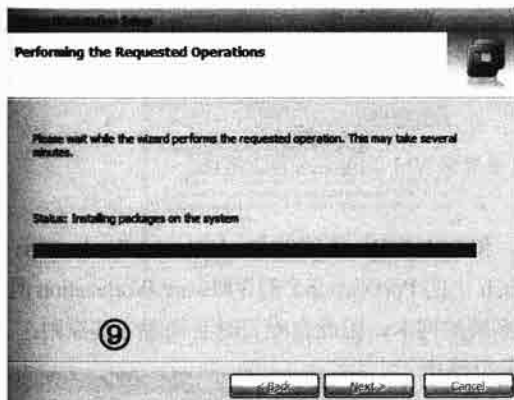 Performing the Requested Operations
Please wait while the wizard performs the requested operation. This may take several
minutes.
Status: Installing packages on the system
⑨
< Back
Next >
Cancel